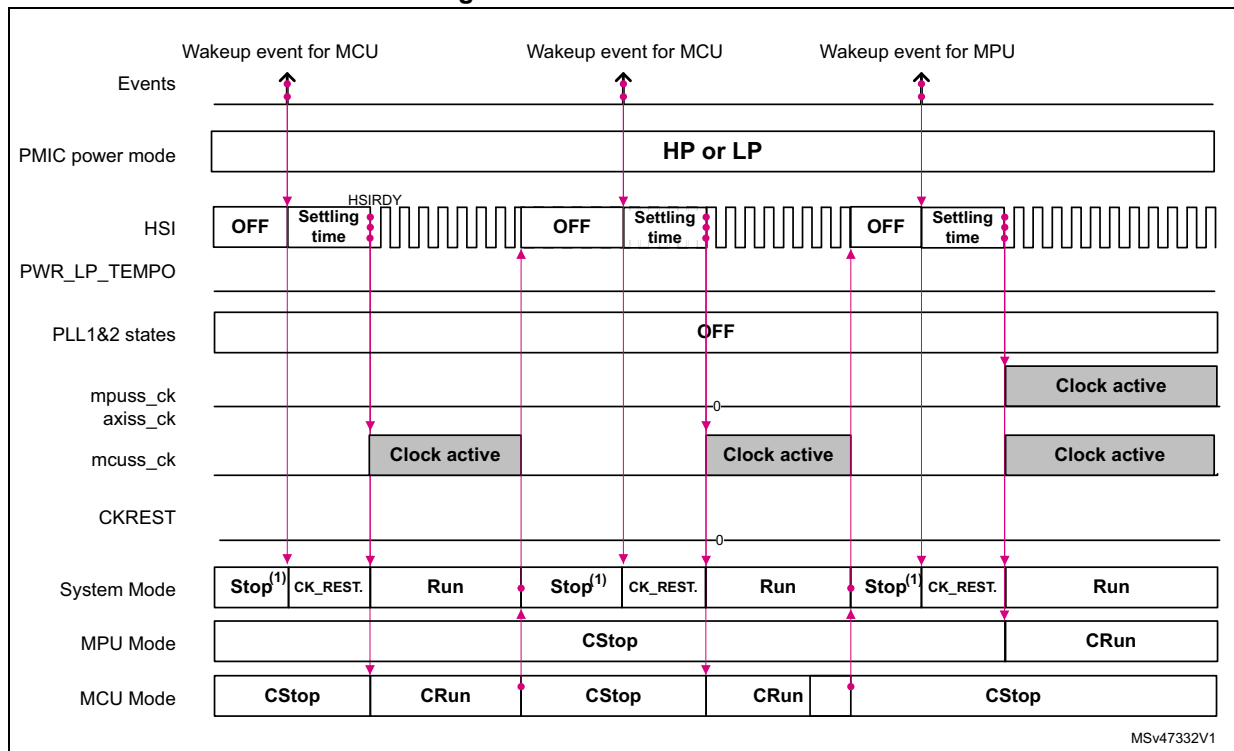 Wakeup event for MCU Wakeup event for MCU Wakeup event for MPU
Events
PMIC power mode HP or LP
HSIRDY
HSI OFF Settling time OFF Settling time OFF Settling time
PWR_LP_TEMPO
PLL1&2 states OFF
mpuss_ck 0 Clock active
axiss_ck
mcuss_ck Clock active Clock active Clock active
CKREST 0
System Mode Stop(1) CK_REST. Run Stop(1) CK_REST. Run Stop(1) CK_REST. Run
MPU Mode CStop CRun
MCU Mode CStop CRun CStop CRun CStop
MSv47332V1